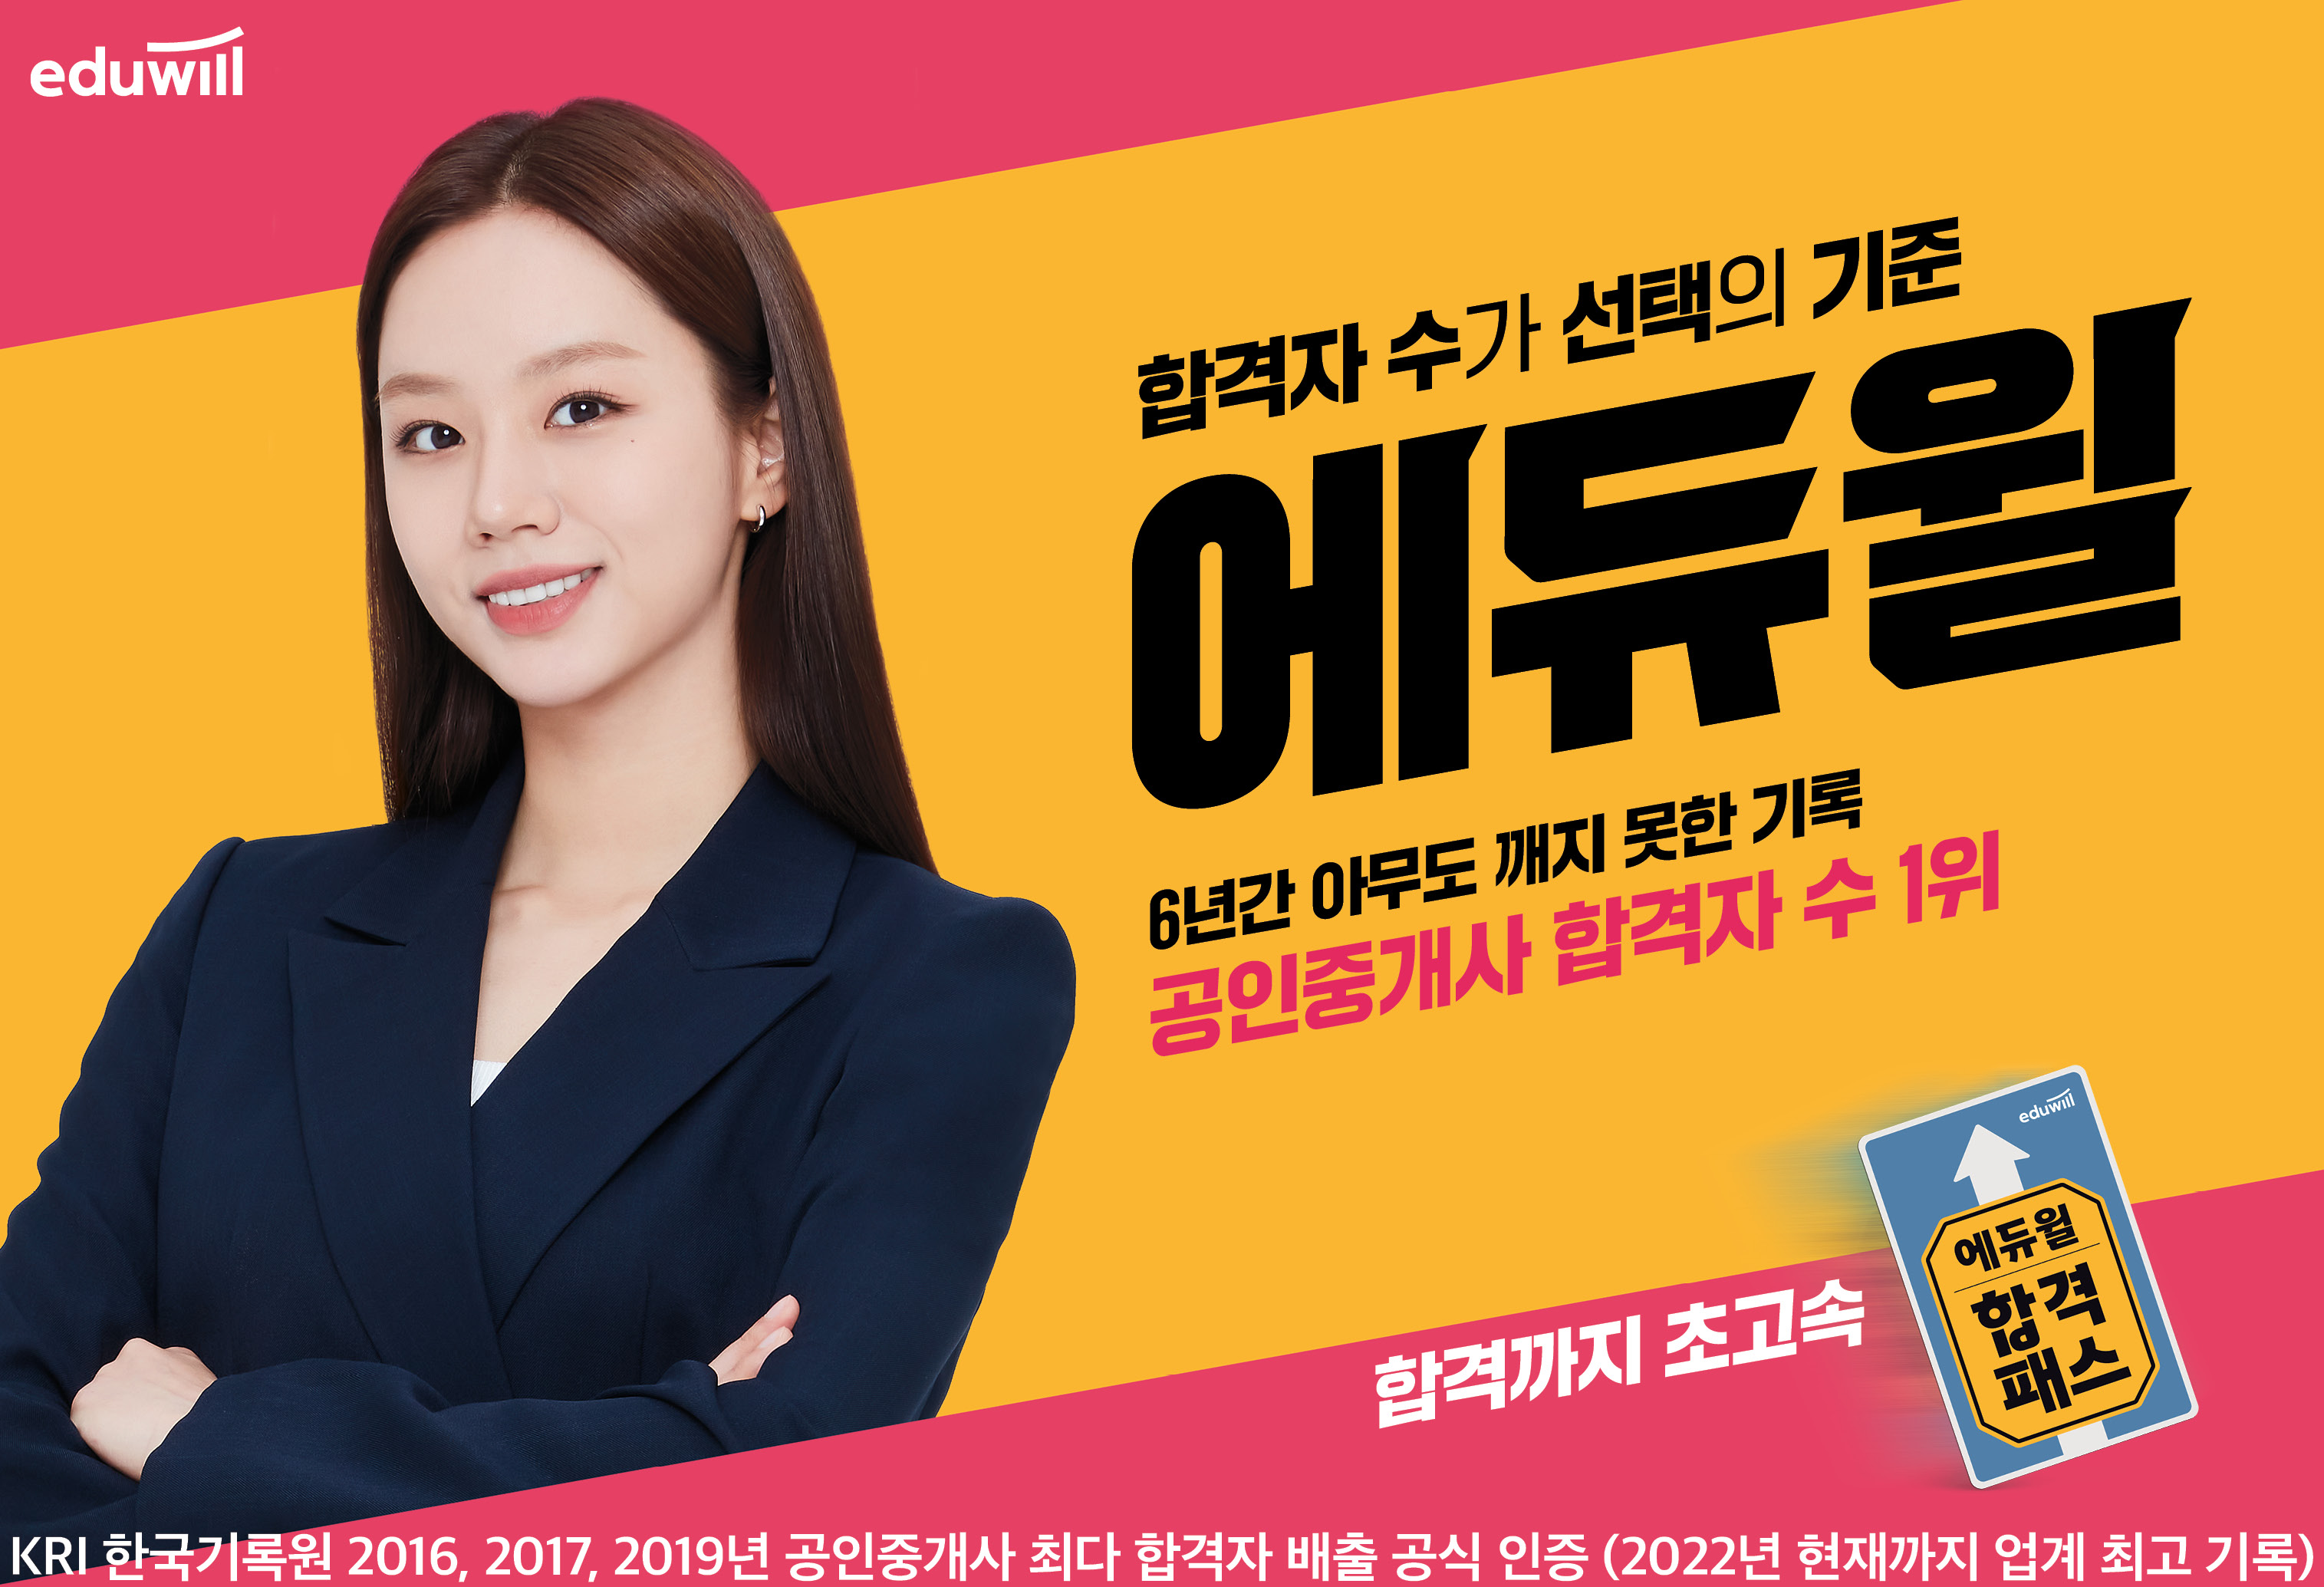 eduwill
합격자 수가 선택의 기준
에듀윌
6년간 아무도 깨지 못한 기록
공인중개사 합격자 수 1위
eduwill
에듀윌
합격
패스
합격까지 초고속
KRI 한국기록원 2016, 2017, 2019년 공인중개사 최다 합격자 배출 공식 인증 (2022년 현재까지 업계 최고 기록)